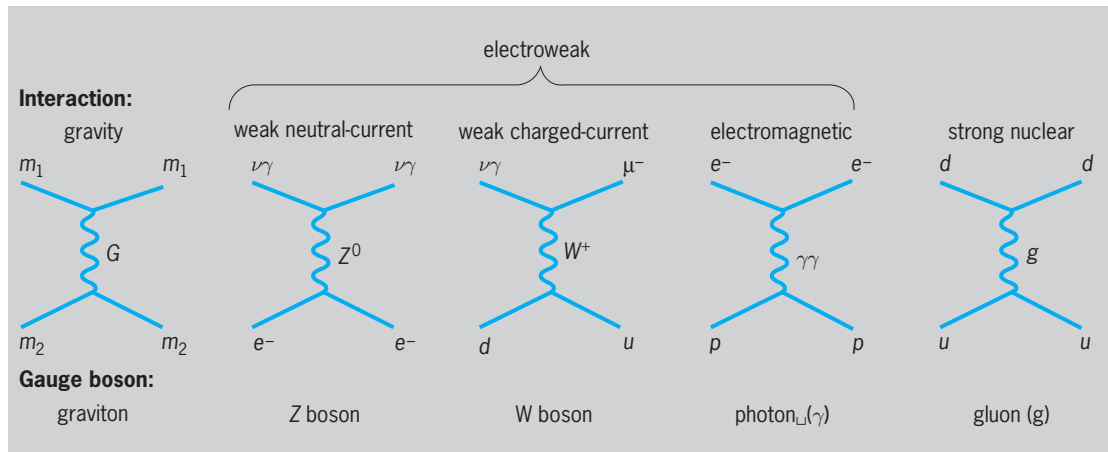 electroweak
Interaction:
gravity weak neutral-current weak charged-current electromagnetic strong nuclear
m₁ m₁ νγ νγ νγ μ⁻ e⁻ e⁻ d d
G Z⁰ W⁺ γγ g
m₂ m₂ e⁻ e⁻ d u p p u u
Gauge boson:
graviton Z boson W boson photon␣(γ) gluon (g)